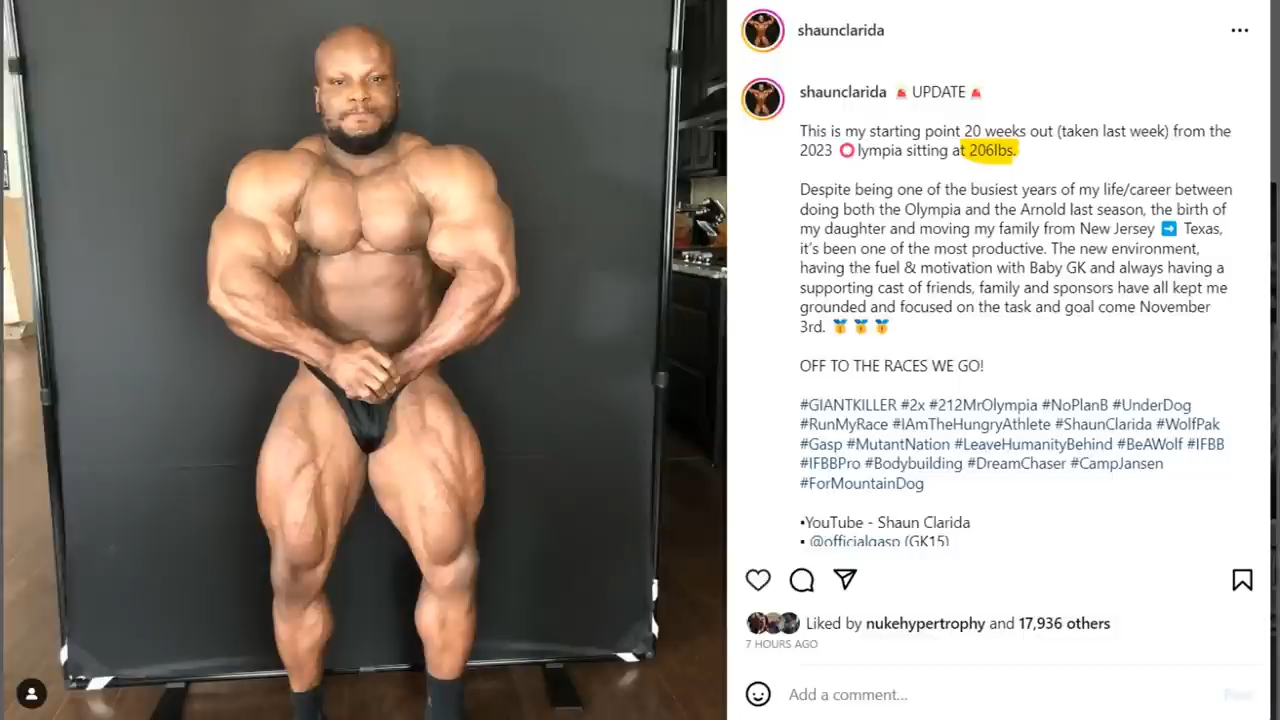 shaunclarida
shaunclarida 🚨 UPDATE 🚨
This is my starting point 20 weeks out (taken last week) from the
2023 ⭕lympia sitting at 206lbs.
Despite being one of the busiest years of my life/career between
doing both the Olympia and the Arnold last season, the birth of
my daughter and moving my family from New Jersey ➡️ Texas,
it's been one of the most productive. The new environment,
having the fuel & motivation with Baby GK and always having a
supporting cast of friends, family and sponsors have all kept me
grounded and focused on the task and goal come November
3rd. 🥇🥇🥇
OFF TO THE RACES WE GO!
#GIANTKILLER #2x #212MrOlympia #NoPlanB #UnderDog
#RunMyRace #IAmTheHungryAthlete #ShaunClarida #WolfPak
#Gasp #MutantNation #LeaveHumanityBehind #BeAWolf #IFBB
#IFBBPro #Bodybuilding #DreamChaser #CampJansen
#ForMountainDog
•YouTube - Shaun Clarida
• @officialgasp (GK15)
Liked by nukehypertrophy and 17,936 others
7 HOURS AGO
Add a comment...
Post